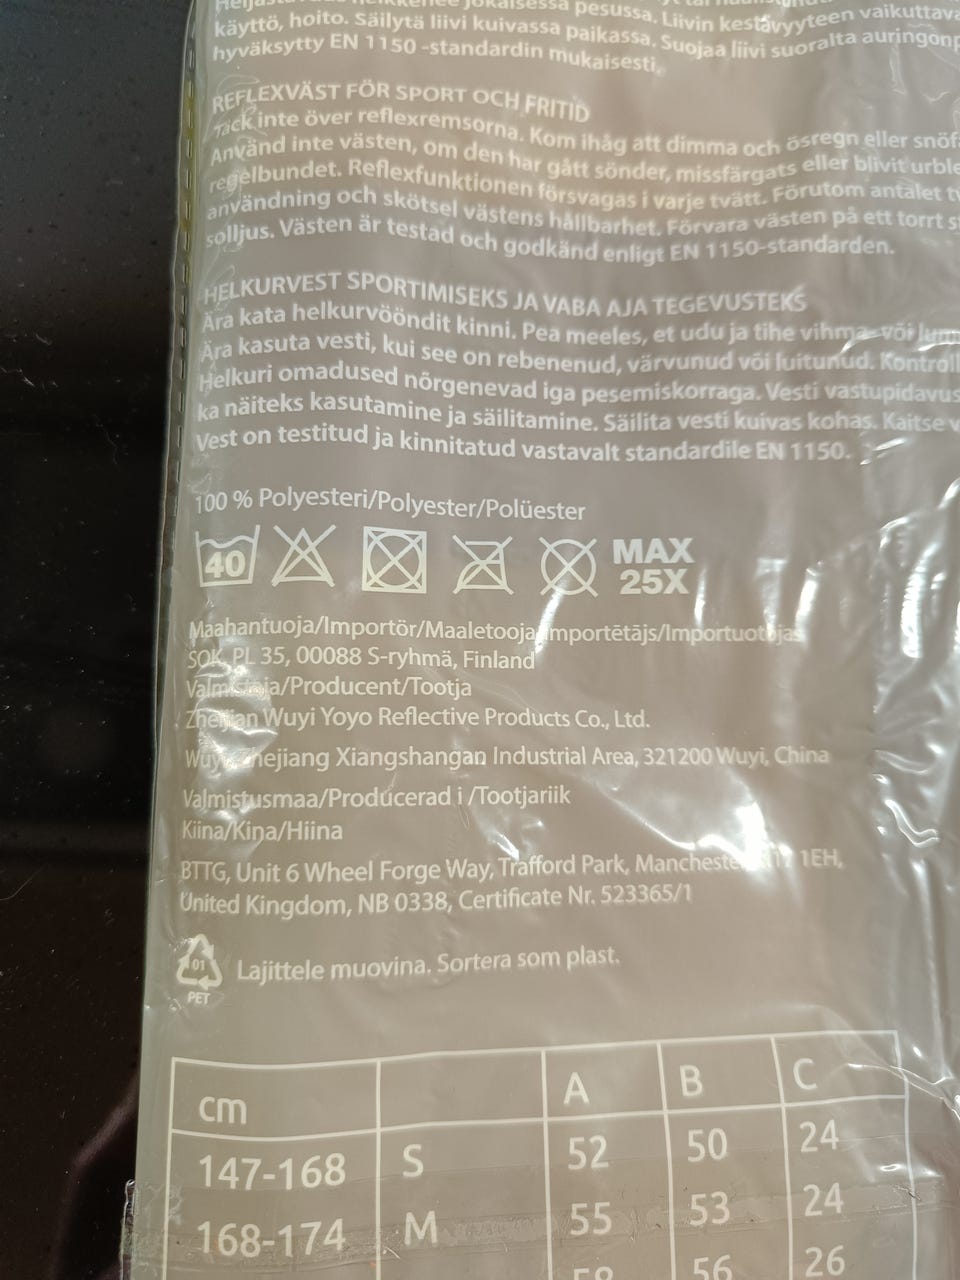 jokaisessa pesussa. Liivin kestävyyteen vaikuttava
käyttö, hoito. Säilytä liivi kuivassa paikassa. Suojaa liivi suoralta
hyväksytty EN 1150 -standardin mukaisesti.
REFLEXVÄST FÖR SPORT OCH FRITID
Täck inte över reflexremsorna. Kom ihåg att dimma och ösregn eller
Använd inte västen, om den har gått sönder, missfärgats eller blivit
regelbundet. Reflexfunktionen försvagas i varje tvätt. Förutom antalet
användning och skötsel västens hållbarhet. Förvara västen på ett torrt
solljus. Västen är testad och godkänd enligt EN 1150-standarden.
HELKURVEST SPORTIMISEKS JA VABA AJA TEGEVUSTEKS
Ära kata helkurvööndit kinni. Pea meeles, et udu ja tihe vihma- või
Ära kasuta vesti, kui see on rebenenud, värvunud või luitunud.
Helkuri omadused nõrgenevad iga pesemiskorraga. Vesti
ka näiteks kasutamine ja säilitamine. Säilita vesti kuivas kohas. Kaitse
Vest on testitud ja kinnitatud vastavalt standardile EN 1150.
100 % Polyesteri/Polyester/Polüester
40 MAX
25X
Maahantuoja/Importör/Maaletooja/Importētājs/Importuotojas
SOK, PL 35, 00088 S-ryhmä, Finland
Valmistaja/Producent/Tootja
Wuyi Yoyo Reflective Products Co., Ltd.
Xiangshangan Industrial Area, 321200 Wuyi, China
Valmistusmaa/Producerad i /Tootjariik
Kiina/Kina/Hiina
BTTG, Unit 6 Wheel Forge Way, Trafford Park, 1EH,
United Kingdom, NB 0338, Certificate Nr. 523365/1
01
PET
Lajittele muovina. Sortera som plast.
cm A B C
147-168 S 52 50 24
168-174 M 55 53 24
58 56 26